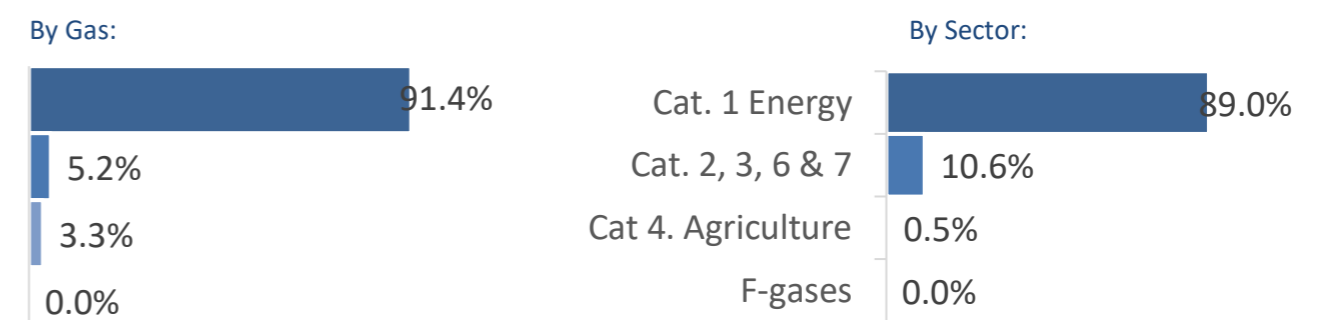 By Gas:
91.4%
5.2%
3.3%
0.0%
By Sector:
Cat. 1 Energy 89.0%
Cat. 2, 3, 6 & 7 10.6%
Cat 4. Agriculture 0.5%
F-gases 0.0%